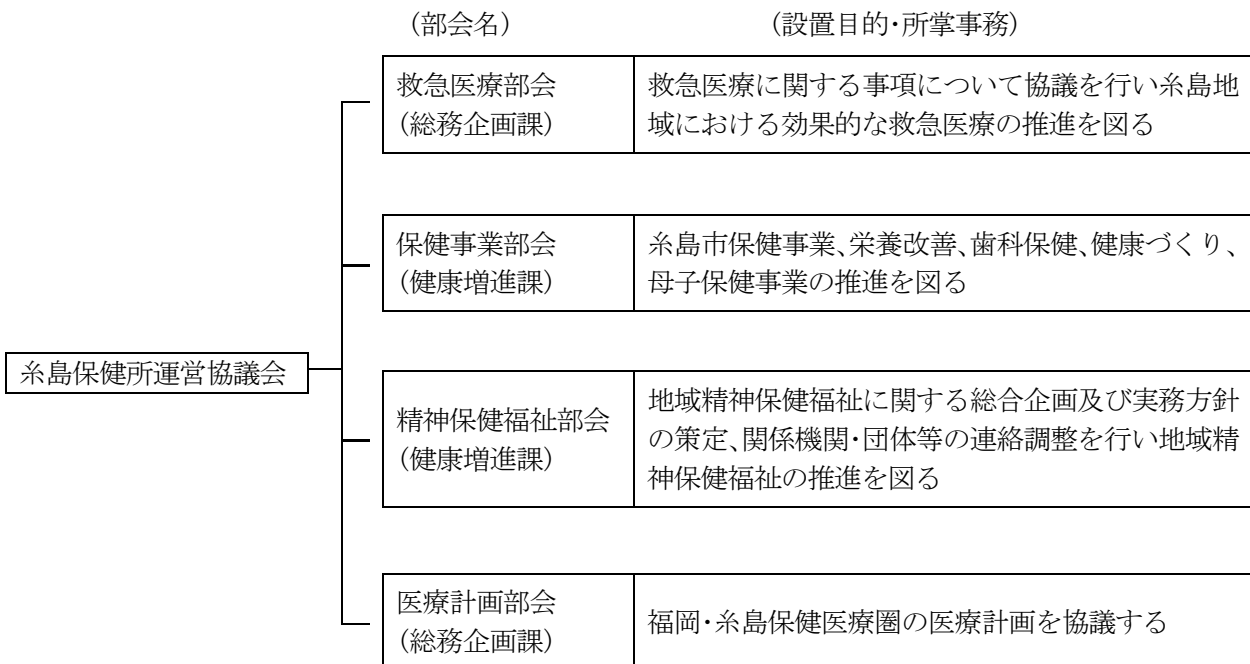 （部会名） （設置目的・所掌事務）
救急医療部会
（総務企画課）
救急医療に関する事項について協議を行い糸島地
域における効果的な救急医療の推進を図る
保健事業部会
（健康増進課）
糸島市保健事業、栄養改善、歯科保健、健康づくり、
母子保健事業の推進を図る
糸島保健所運営協議会
精神保健福祉部会
（健康増進課）
地域精神保健福祉に関する総合企画及び実務方針
の策定、関係機関・団体等の連絡調整を行い地域精
神保健福祉の推進を図る
医療計画部会
（総務企画課）
福岡・糸島保健医療圏の医療計画を協議する